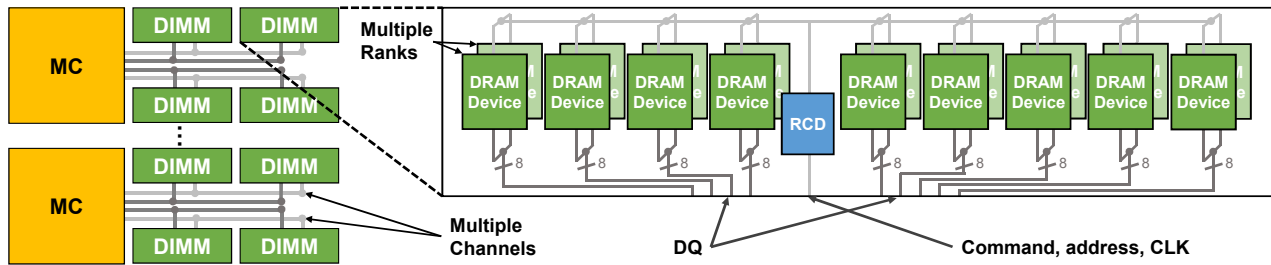 MC
DIMM DIMM
DIMM DIMM
MC
DIMM DIMM
DIMM DIMM
Multiple
Channels
Multiple
Ranks
DRAM
Device
DRAM
Device
DRAM
Device
DRAM
Device
RCD
DRAM
Device
DRAM
Device
DRAM
Device
DRAM
Device
DRAM
Device
8 8 8 8 8 8 8 8 8
DQ
Command, address, CLK